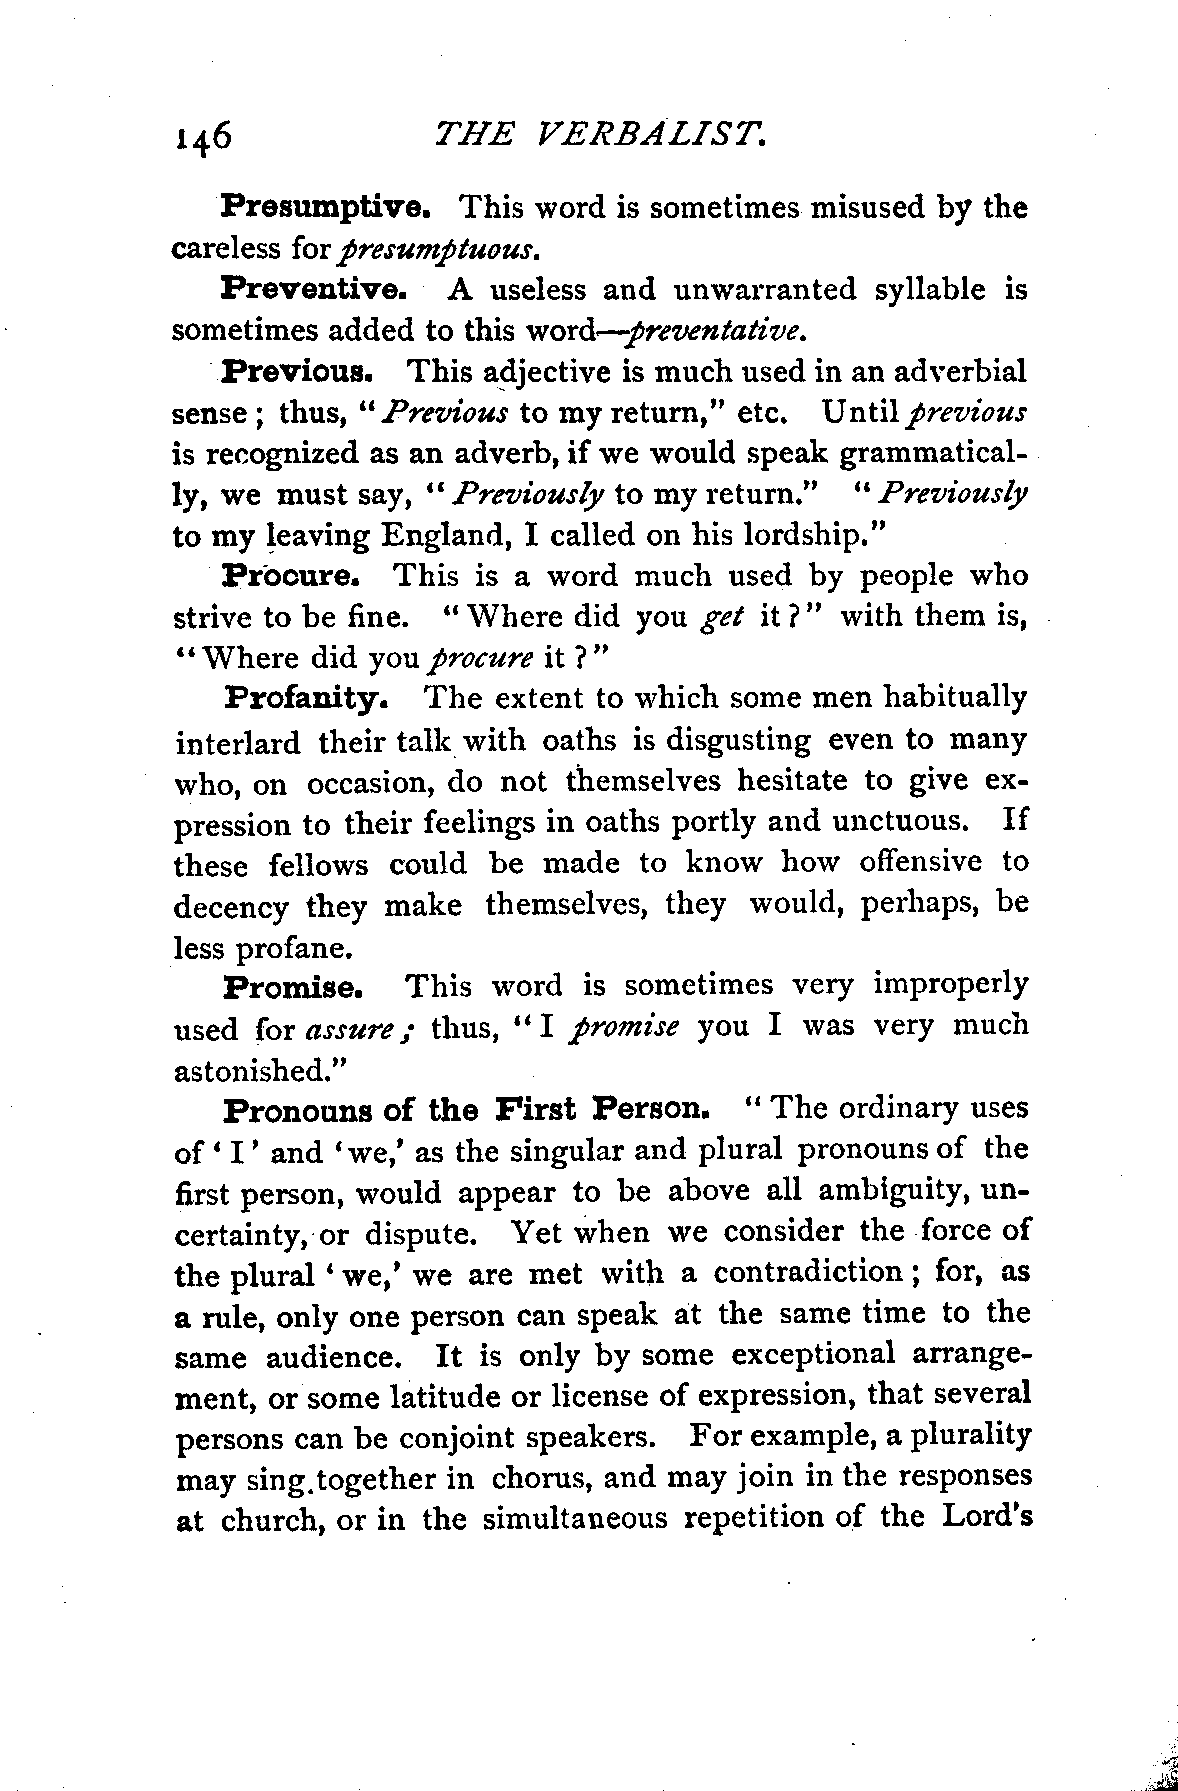 146 THE VERBALIST.
Presumptive. This word is sometimes misused by the
careless for presumptuous.
Preventive. A useless and unwarranted syllable is
sometimes added to this word—preventative.
Previous. This adjective is much used in an adverbial
sense ; thus, " Previous to my return," etc. Until previous
is recognized as an adverb, if we would speak grammatical-
ly, we must say, " Previously to my return." " Previously
to my leaving England, I called on his lordship."
Procure. This is a word much used by people who
strive to be fine. " Where did you get it ? " with them is,
" Where did you procure it ? "
Profanity. The extent to which some men habitually
interlard their talk with oaths is disgusting even to many
who, on occasion, do not themselves hesitate to give ex-
pression to their feelings in oaths portly and unctuous. If
these fellows could be made to know how offensive to
decency they make themselves, they would, perhaps, be
less profane.
Promise. This word is sometimes very improperly
used for assure ; thus, " I promise you I was very much
astonished."
Pronouns of the First Person. " The ordinary uses
of ' I ' and ' we,' as the singular and plural pronouns of the
first person, would appear to be above all ambiguity, un-
certainty, or dispute. Yet when we consider the force of
the plural ' we,' we are met with a contradiction ; for, as
a rule, only one person can speak at the same time to the
same audience. It is only by some exceptional arrange-
ment, or some latitude or license of expression, that several
persons can be conjoint speakers. For example, a plurality
may sing together in chorus, and may join in the responses
at church, or in the simultaneous repetition of the Lord's